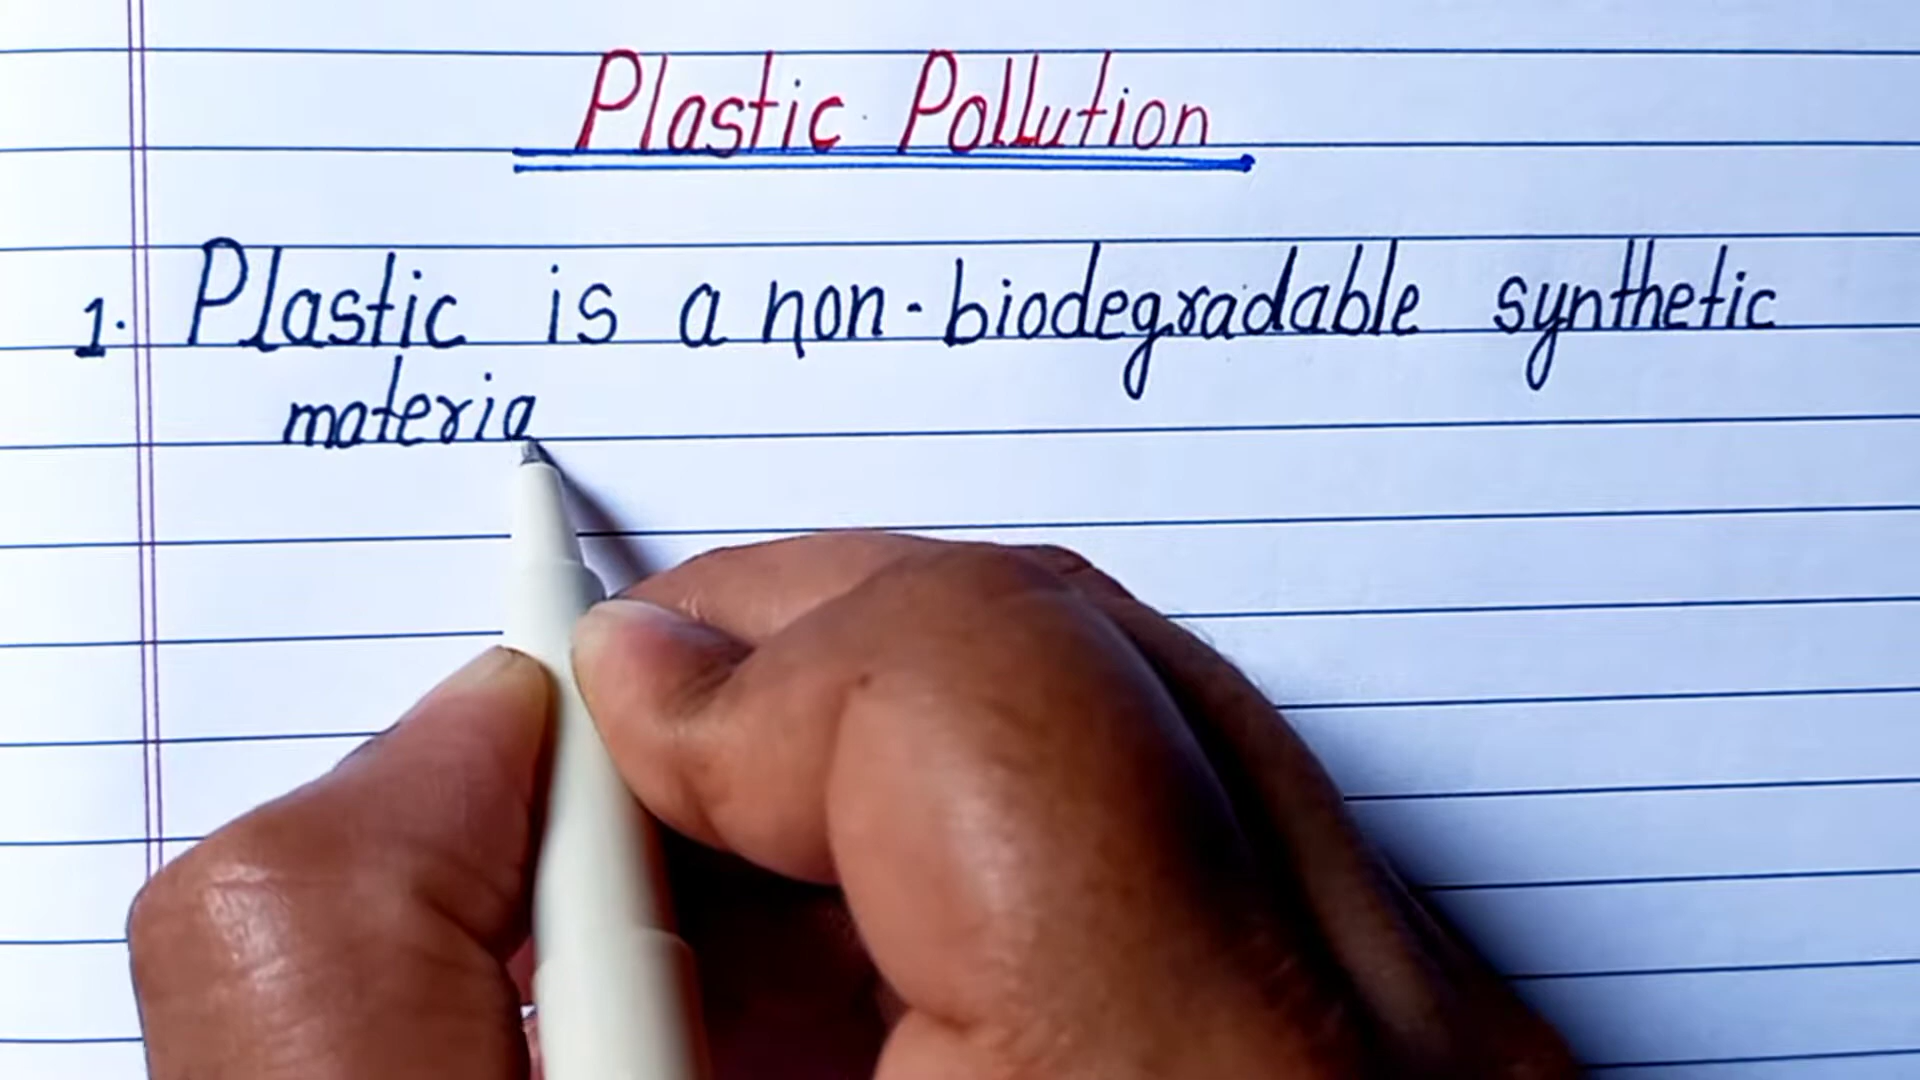 Plastic Pollution
1. Plastic is a non-biodegradable synthetic
materia